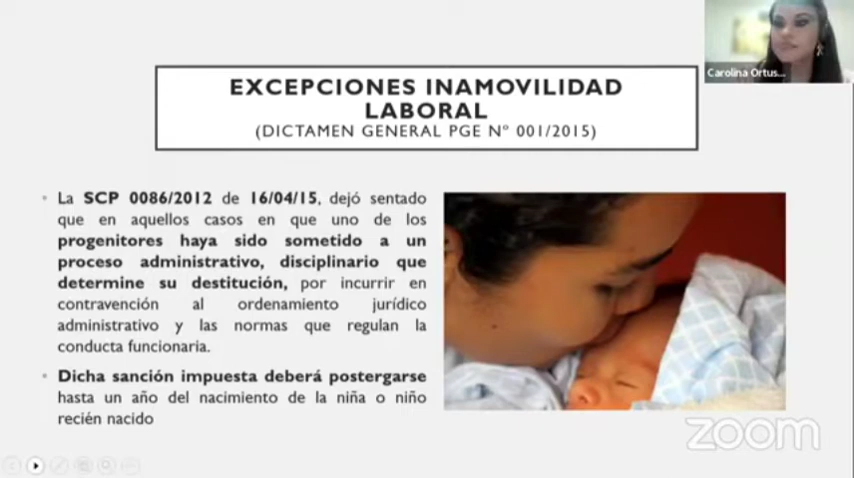 Carolina Ortus...
EXCEPCIONES INAMOVILIDAD
LABORAL
(DICTAMEN GENERAL PGE N° 001/2015)
• La SCP 0086/2012 de 16/04/15, dejó sentado
que en aquellos casos en que uno de los
progenitores haya sido sometido a un
proceso administrativo, disciplinario que
determine su destitución, por incurrir en
contravención al ordenamiento jurídico
administrativo y las normas que regulan la
conducta funcionaria.
• Dicha sanción impuesta deberá postergarse
hasta un año del nacimiento de la niña o niño
recién nacido
zoom